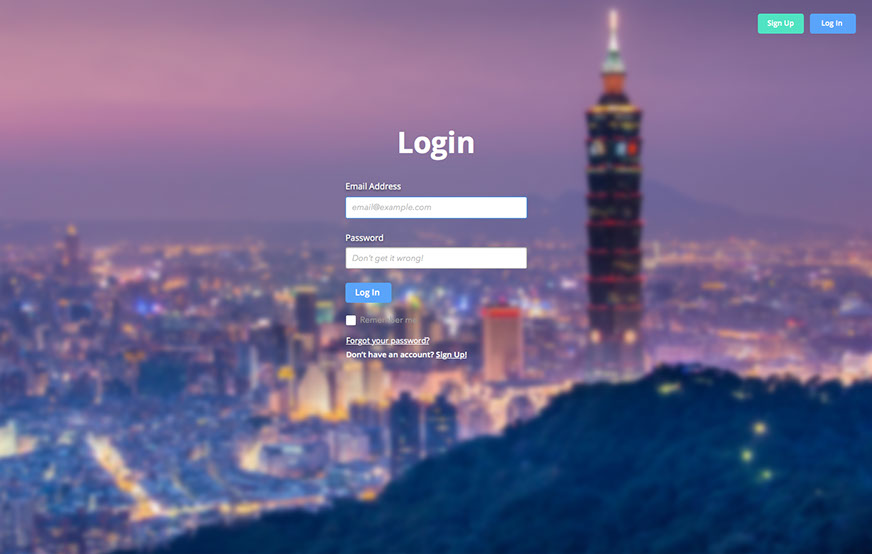 Sign Up Log In
Login
Email Address
email@example.com
Password
Don't get it wrong!
Log In
Remember me
Forgot your password?
Don't have an account? Sign Up!